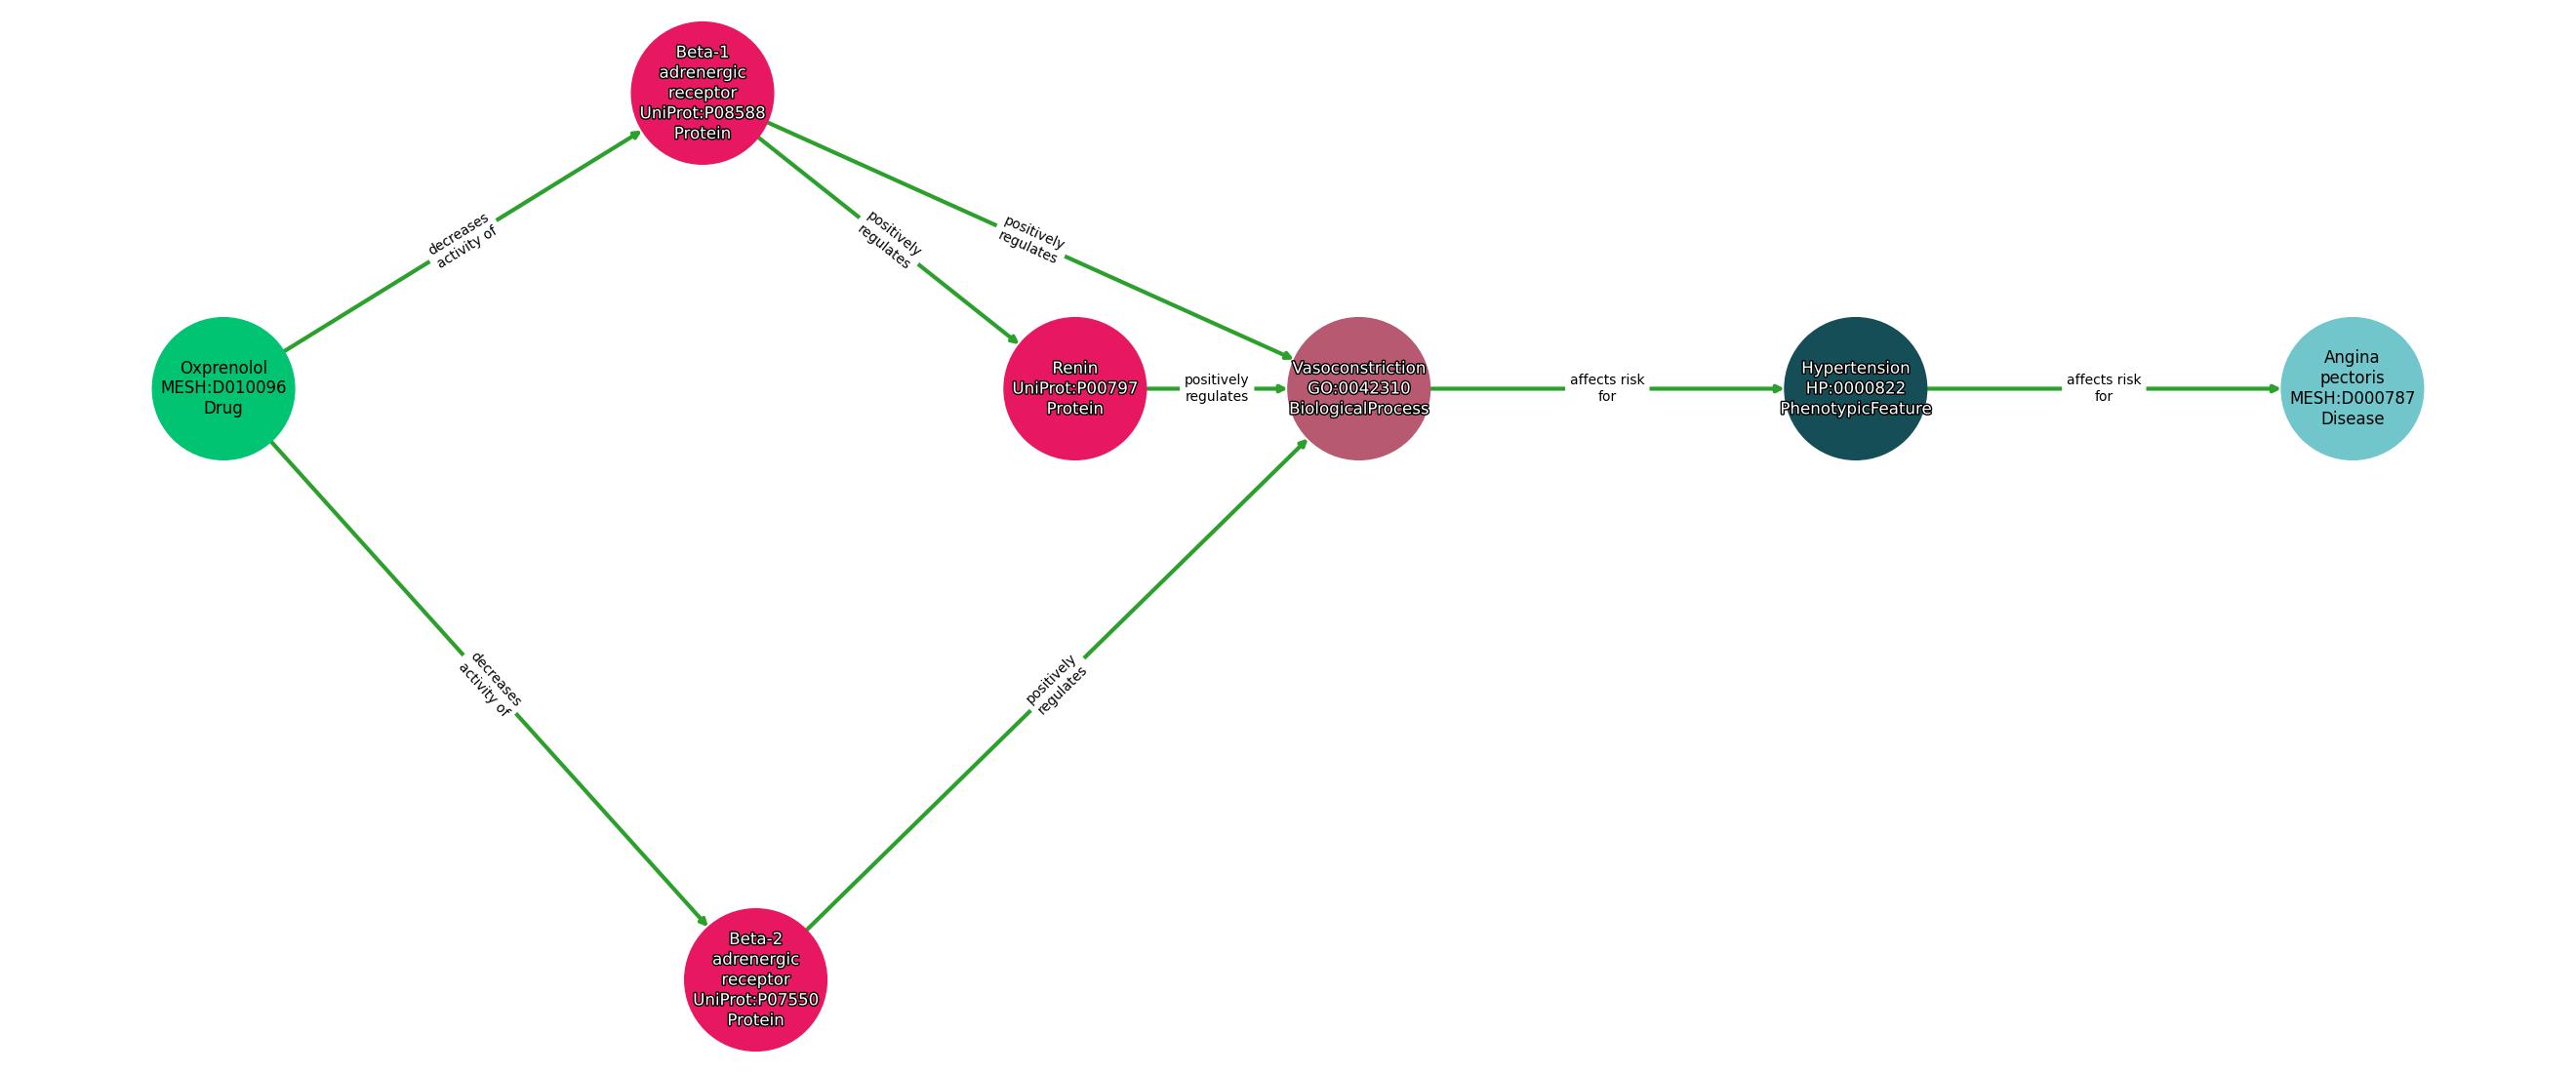 Beta-1
adrenergic
receptor
UniProt:P08588
Protein
decreases
activity of
positively
regulates
positively
regulates
Oxprenolol
MESH:D010096
Drug
Renin
UniProt:P00797
Protein
positively
regulates
Vasoconstriction
GO:0042310
BiologicalProcess
affects risk
for
Hypertension
HP:0000822
PhenotypicFeature
affects risk
for
Angina
pectoris
MESH:D000787
Disease
decreases
activity of
positively
regulates
Beta-2
adrenergic
receptor
UniProt:P07550
Protein